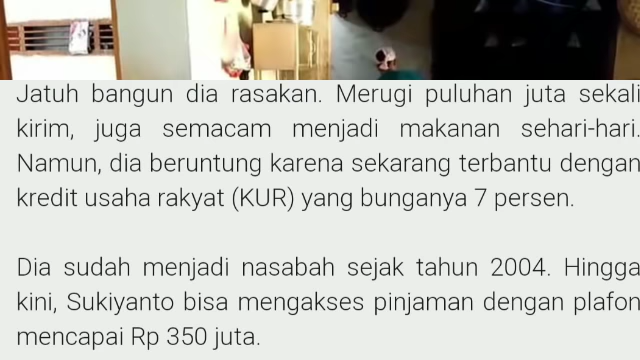 Jatuh bangun dia rasakan. Merugi puluhan juta sekali
kirim, juga semacam menjadi makanan sehari-hari.
Namun, dia beruntung karena sekarang terbantu dengan
kredit usaha rakyat (KUR) yang bunganya 7 persen.
Dia sudah menjadi nasabah sejak tahun 2004. Hingga
kini, Sukiyanto bisa mengakses pinjaman dengan plafon
mencapai Rp 350 juta.